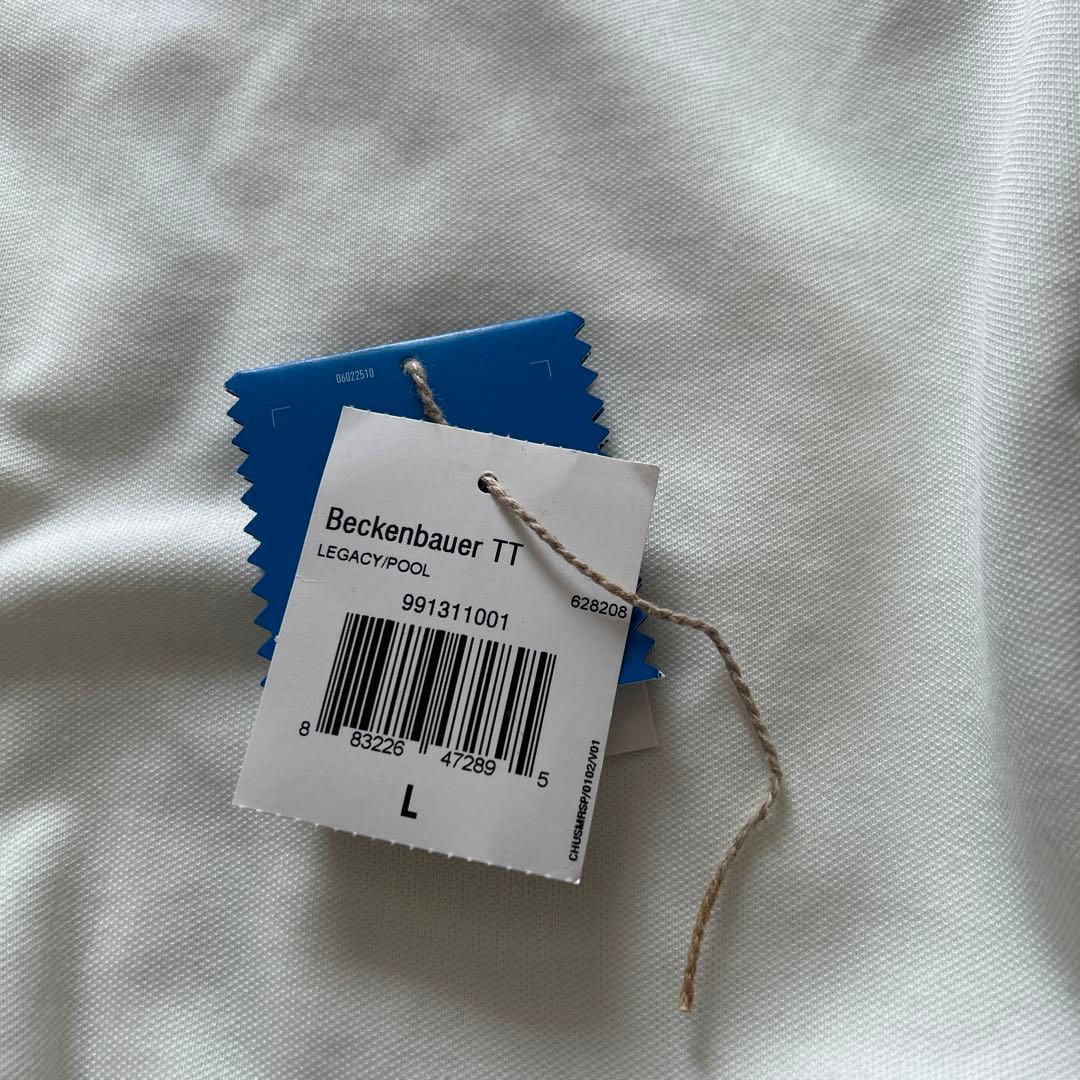 06022510
Beckenbauer TT
LEGACY/POOL
628208
991311001
8 83226 47289 5
L
CHUSMRSP/0102/V01